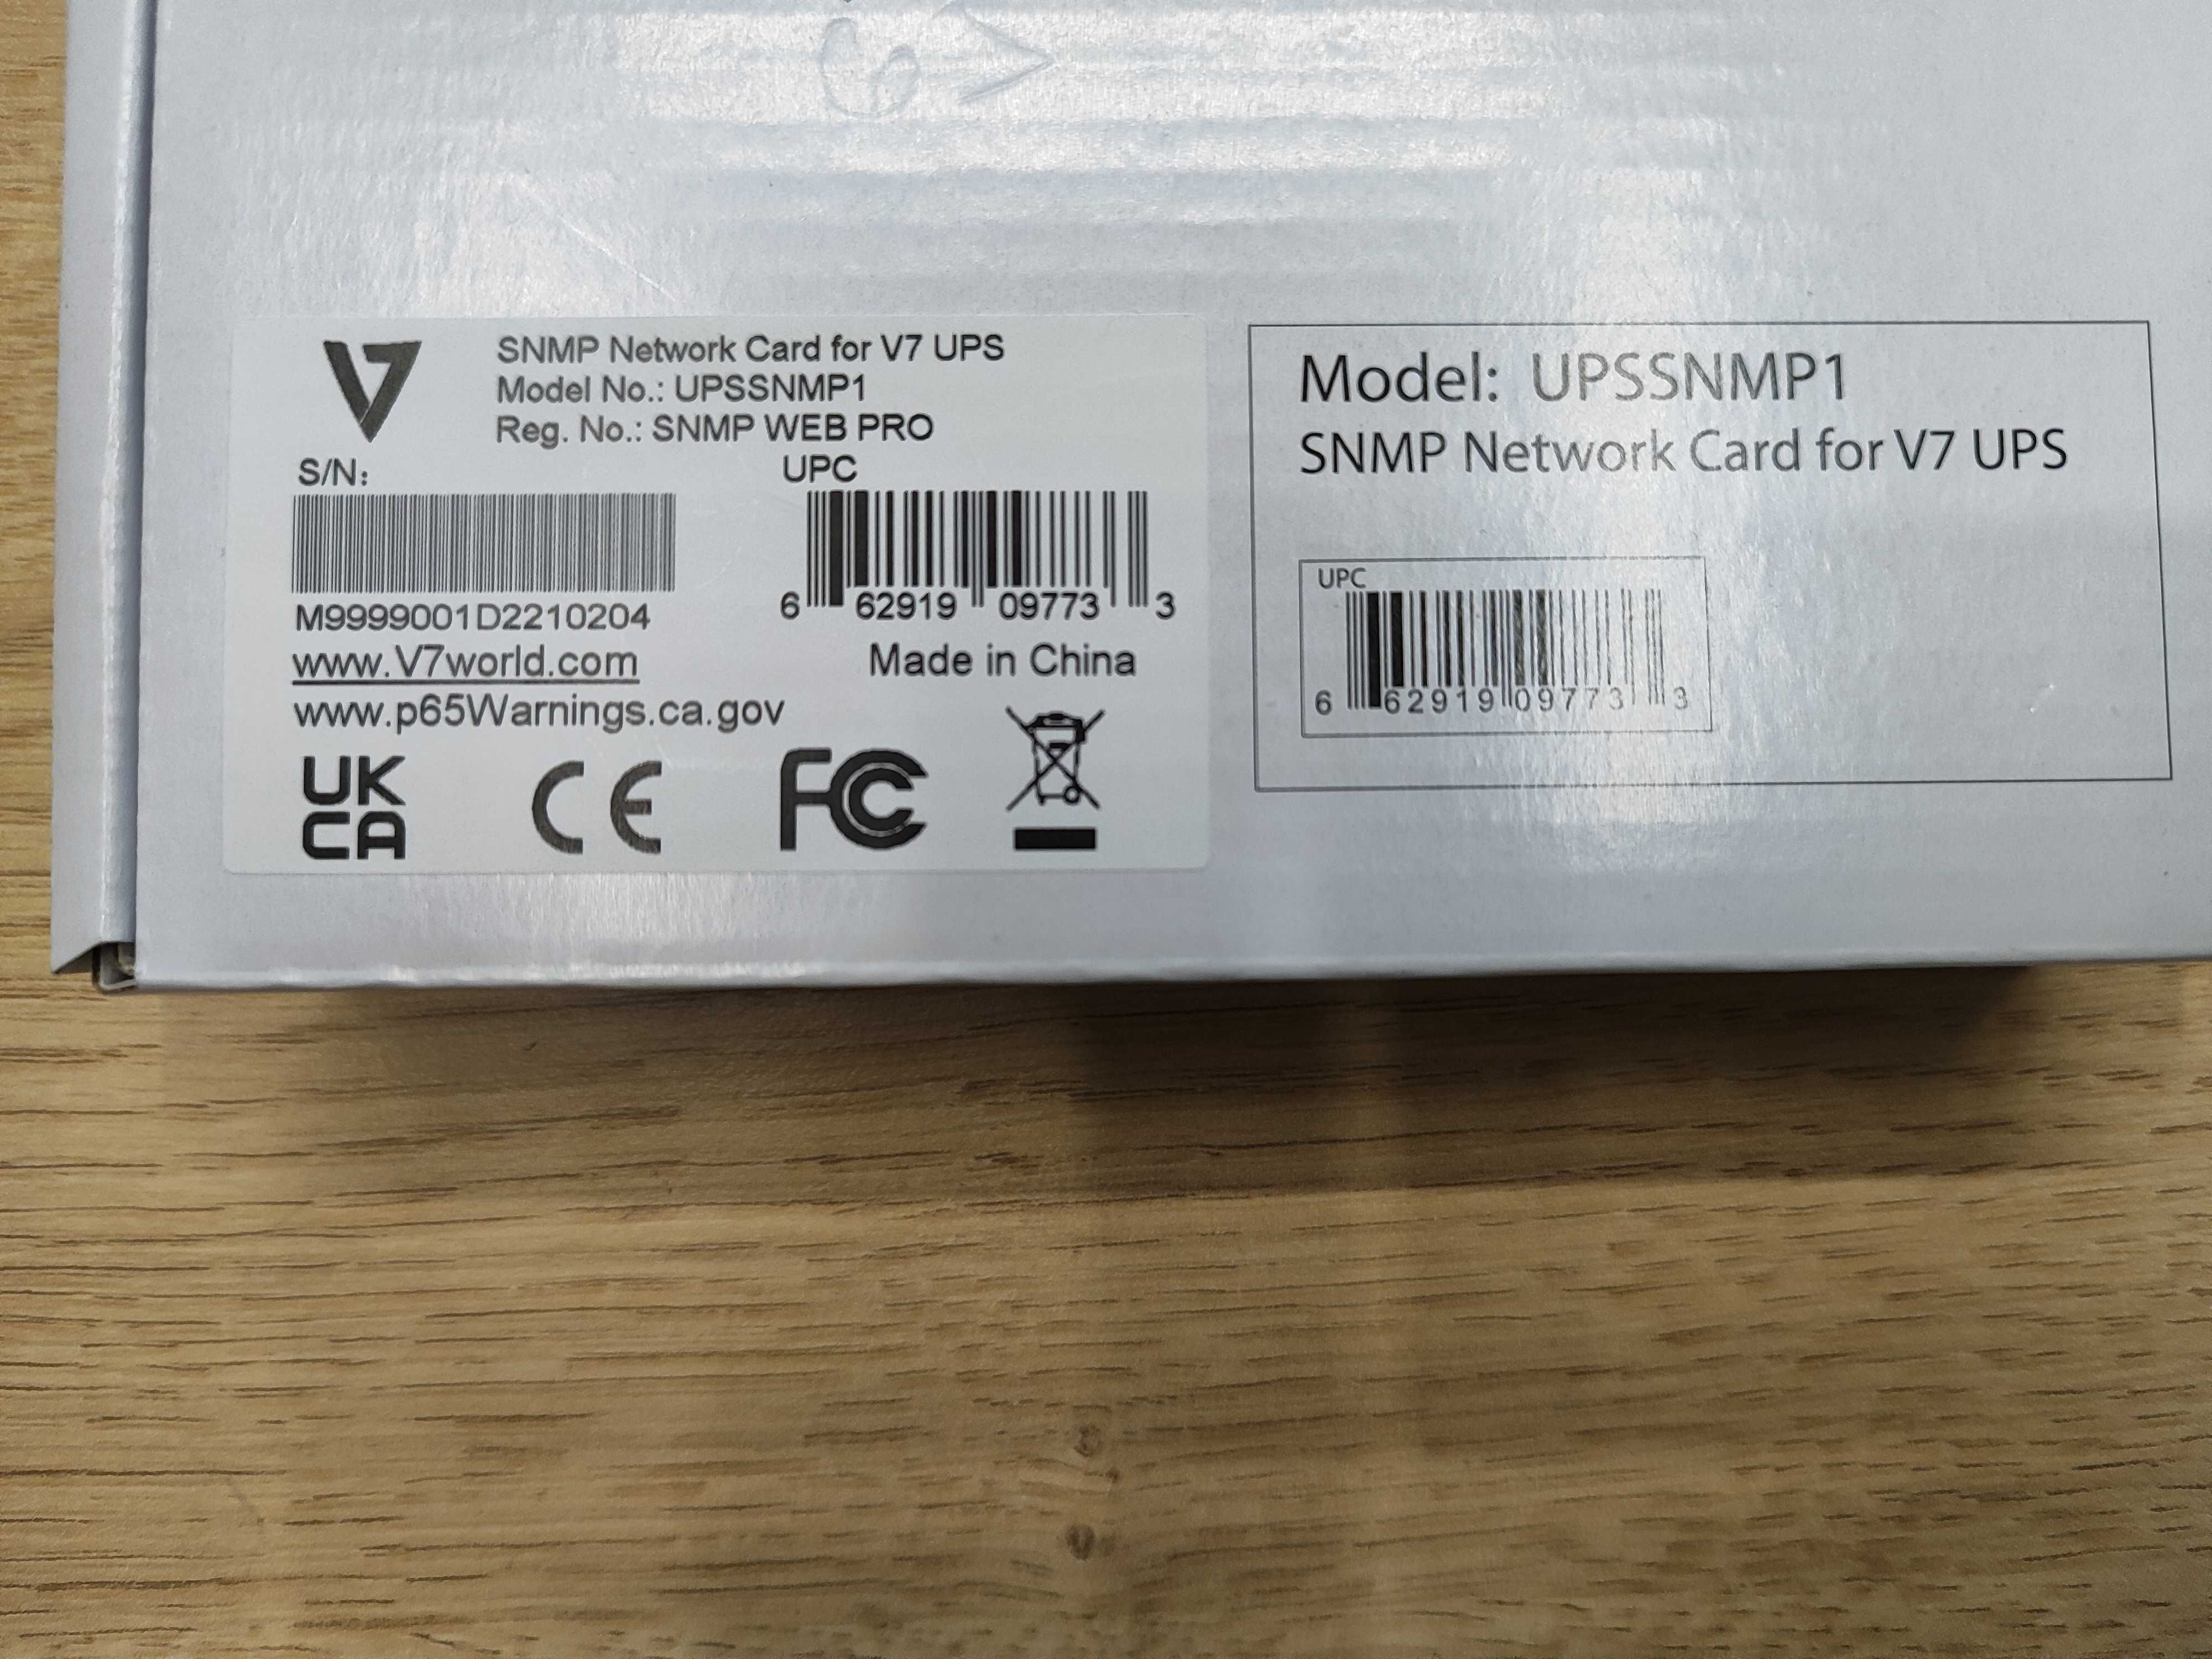 V7
SNMP Network Card for V7 UPS
Model No.: UPSSNMP1
Reg. No.: SNMP WEB PRO
S/N:
UPC
M9999001D2210204
6 62919 09773 3
www.V7world.com
Made in China
www.p65Warnings.ca.gov
UK
CA
CE
FC
Model: UPSSNMP1
SNMP Network Card for V7 UPS
UPC
6 62919 09773 3